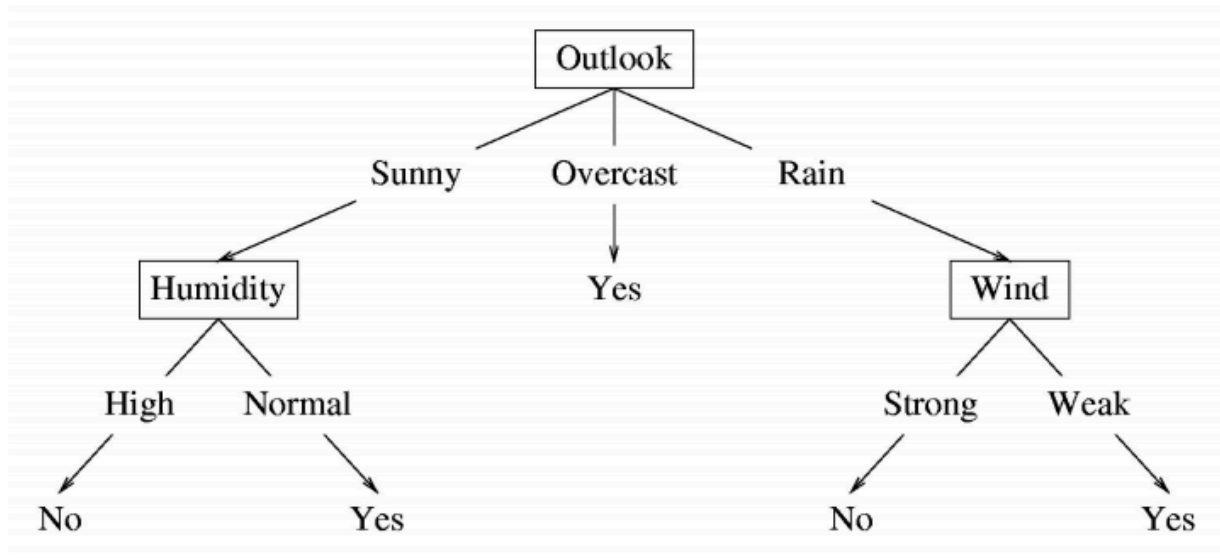 Outlook
Sunny Overcast Rain
Humidity Yes Wind
High Normal Strong Weak
No Yes No Yes